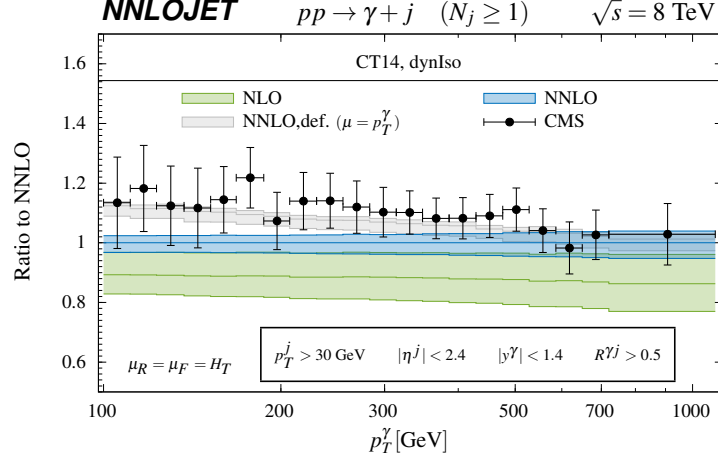 NNLOJET pp → γ + j (N_j ≥ 1) √s = 8 TeV
CT14, dynIso
NLO NNLO
NNLO,def. (μ = p_T^γ) CMS
Ratio to NNLO
1.6
1.4
1.2
1
0.8
0.6
μ_R = μ_F = H_T p_T^j > 30 GeV |η^j| < 2.4 |y^γ| < 1.4 R^γj > 0.5
100 200 300 500 700 1000
p_T^γ [GeV]